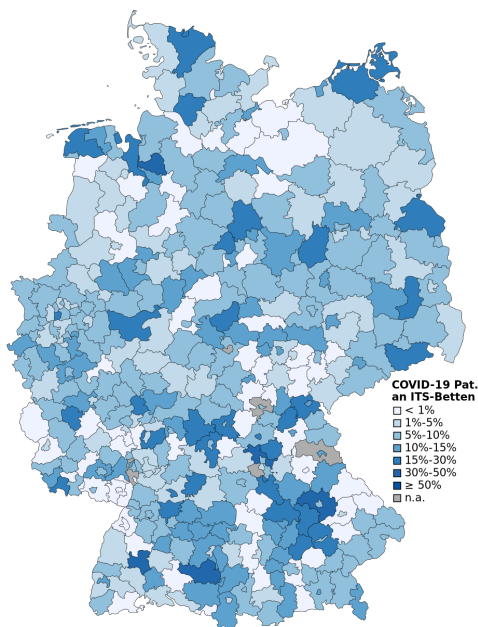 COVID-19 Pat.
an ITS-Betten
< 1%
1%-5%
5%-10%
10%-15%
15%-30%
30%-50%
≥ 50%
n.a.